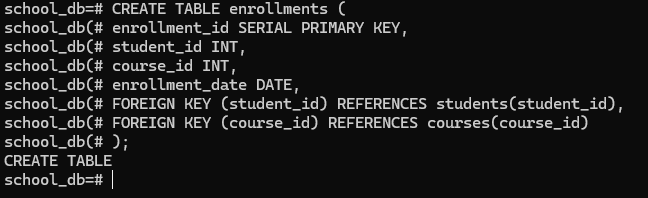 school_db=# CREATE TABLE enrollments (
school_db(# enrollment_id SERIAL PRIMARY KEY,
school_db(# student_id INT,
school_db(# course_id INT,
school_db(# enrollment_date DATE,
school_db(# FOREIGN KEY (student_id) REFERENCES students(student_id),
school_db(# FOREIGN KEY (course_id) REFERENCES courses(course_id)
school_db(# );
CREATE TABLE
school_db=#